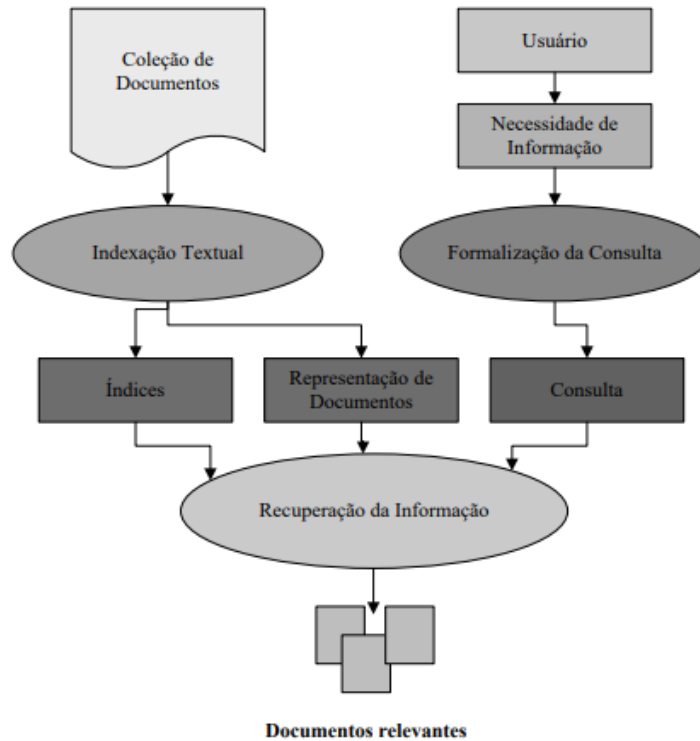 Coleção de
Documentos
Usuário
Necessidade de
Informação
Indexação Textual
Formalização da Consulta
Índices
Representação de
Documentos
Consulta
Recuperação da Informação
Documentos relevantes